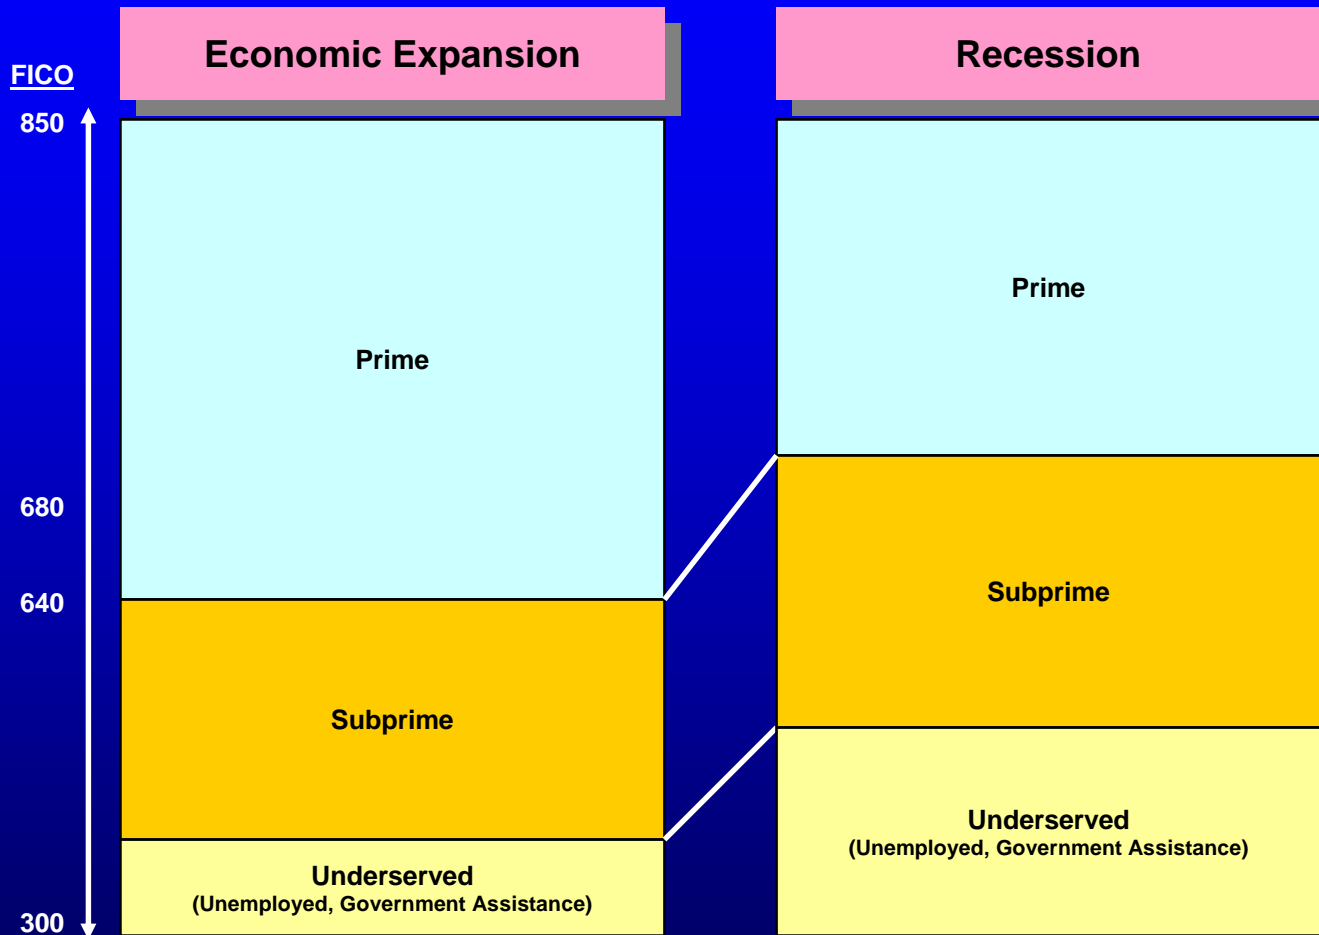 Economic Expansion
Recession
FICO
850
680
640
300
Prime
Subprime
Underserved
(Unemployed, Government Assistance)
Prime
Subprime
Underserved
(Unemployed, Government Assistance)